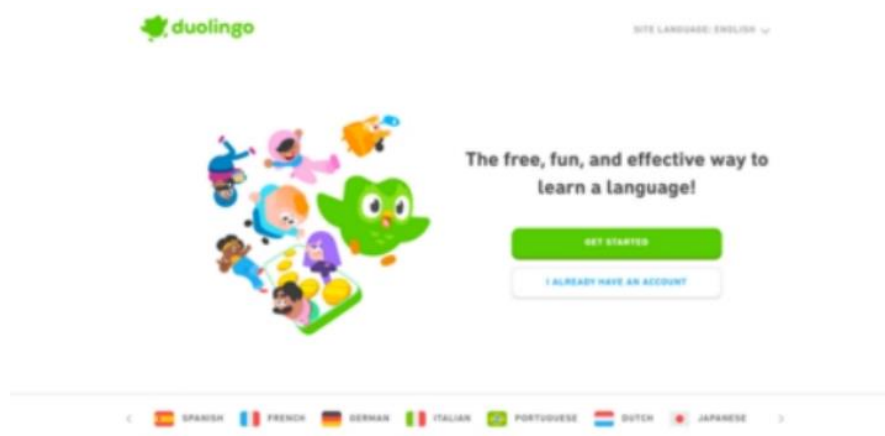 duolingo
SITE LANGUAGE: ENGLISH
The free, fun, and effective way to
learn a language!
GET STARTED
I ALREADY HAVE AN ACCOUNT
SPANISH FRENCH GERMAN ITALIAN PORTUGUESE DUTCH JAPANESE